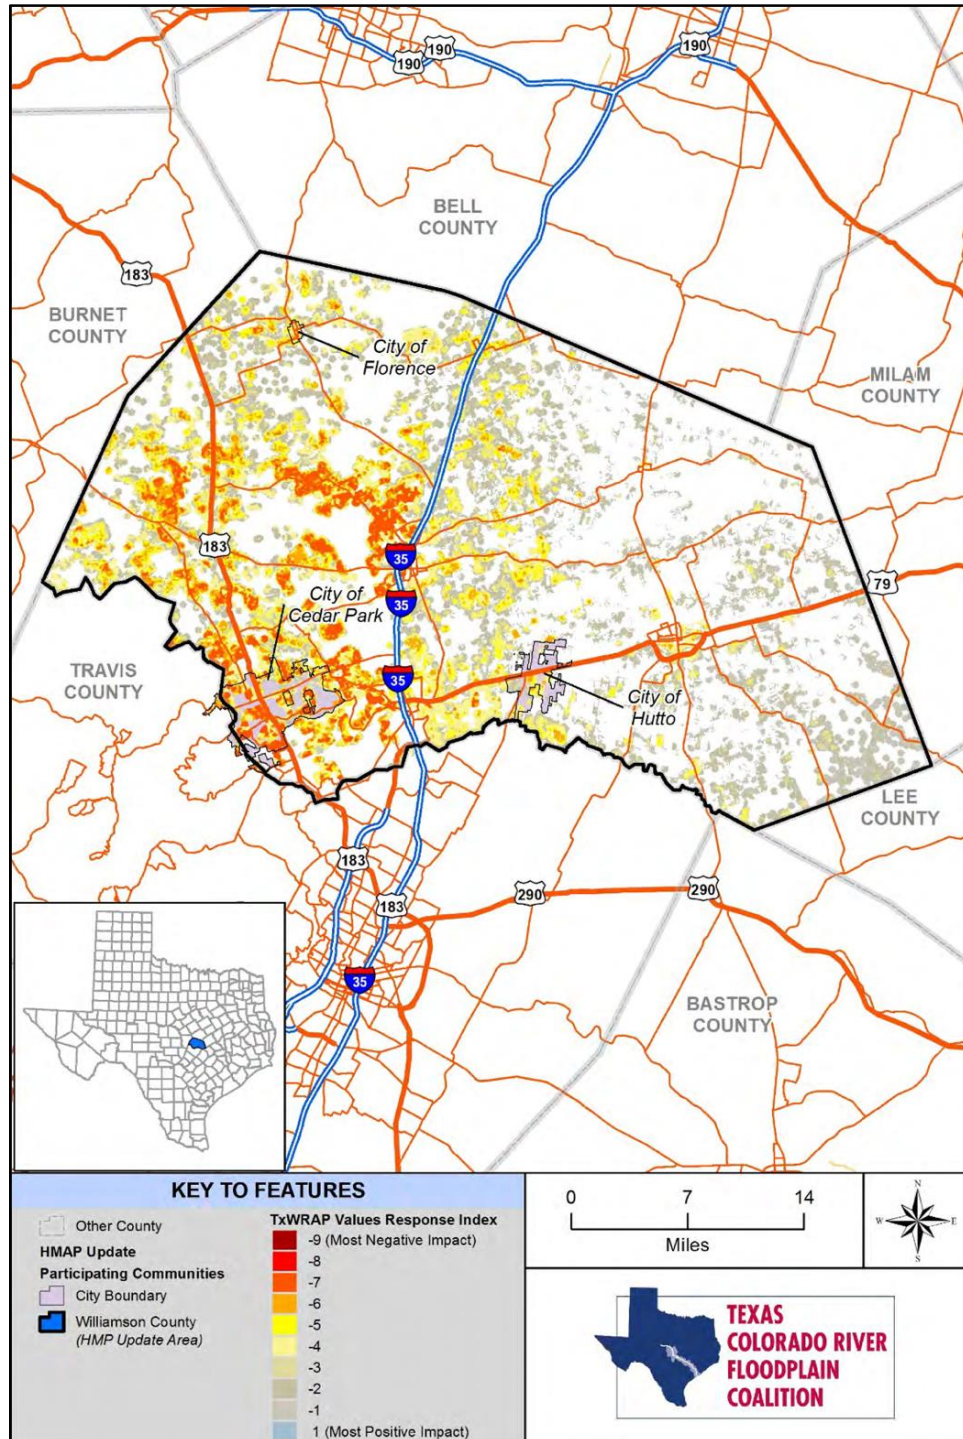 190
190
190
BELL
COUNTY
183
BURNET
COUNTY
City of
Florence
MILAM
COUNTY
183
35
79
City of
Cedar Park
35
TRAVIS
COUNTY
35
City of
Hutto
LEE
COUNTY
183
290
290
183
35
BASTROP
COUNTY
KEY TO FEATURES
Other County
HMAP Update
Participating Communities
City Boundary
Williamson County
(HMP Update Area)
TxWRAP Values Response Index
-9 (Most Negative Impact)
-8
-7
-6
-5
-4
-3
-2
-1
1 (Most Positive Impact)
0 7 14
Miles
N
W E
S
TEXAS
COLORADO RIVER
FLOODPLAIN
COALITION